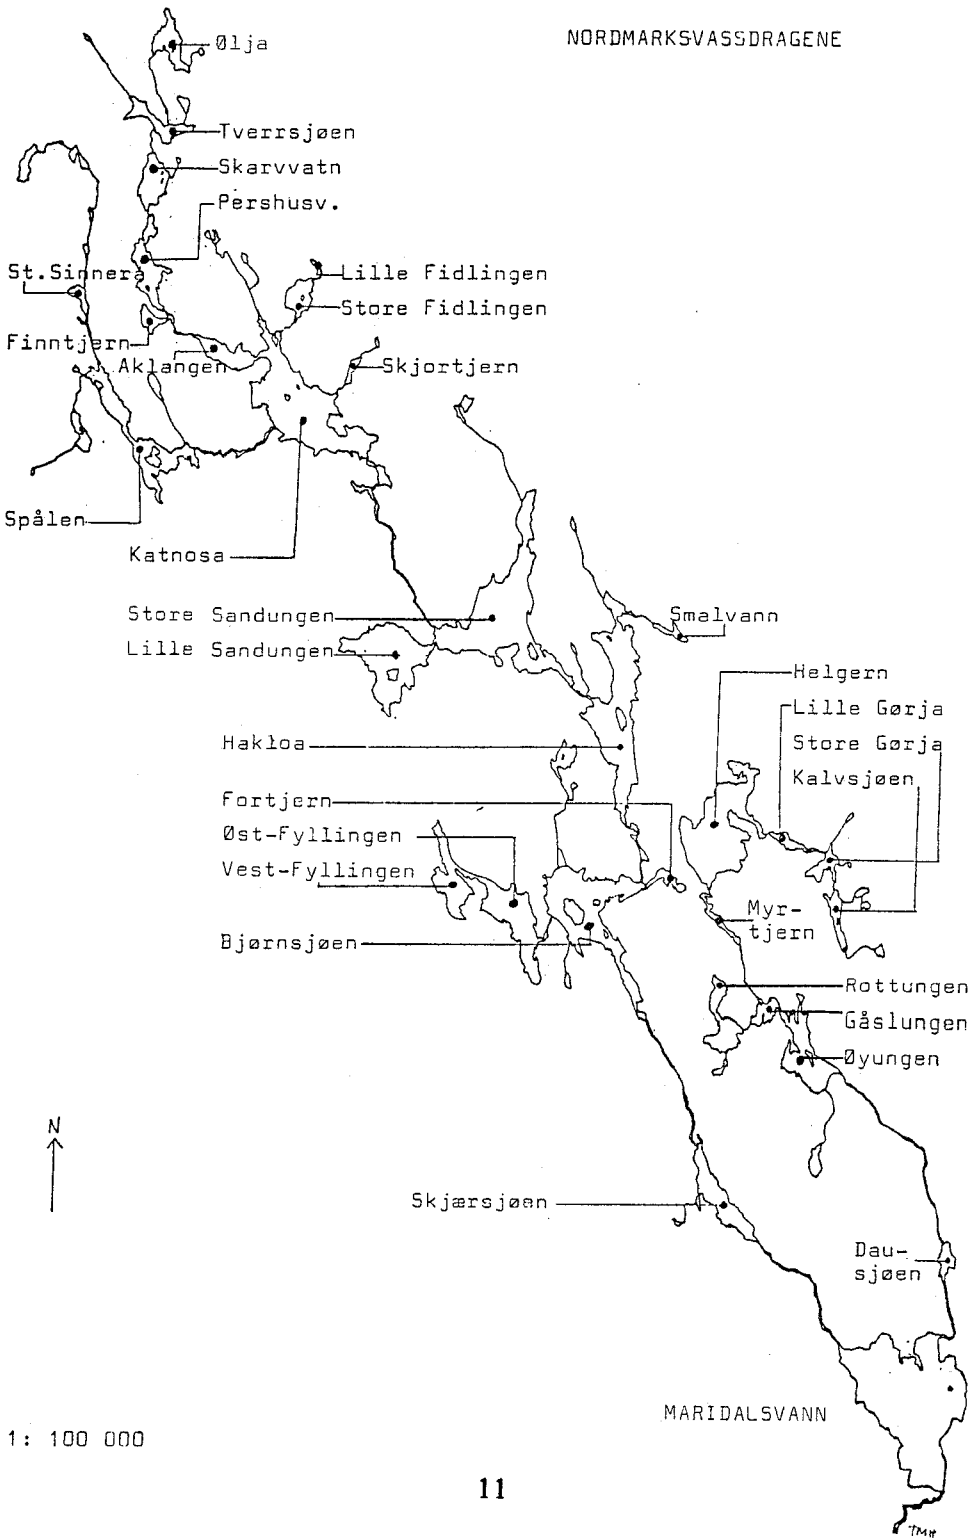 NORDMARKSVASSDRAGENE
Ølja
Tverrsjøen
Skarvvatn
Pershusv.
St.Sinnera
Lille Fidlingen
Store Fidlingen
Finntjern
Aklangen
Skjortjern
Spålen
Katnosa
Store Sandungen
Smalvann
Lille Sandungen
Helgern
Lille Gørja
Hakloa
Store Gørja
Kalvsjøen
Fortjern
Øst-Fyllingen
Vest-Fyllingen
Myr-
tjern
Bjørnsjøen
Rottungen
Gåslungen
Øyungen
N
Skjærsjøen
Dau-
sjøen
MARIDALSVANN
1: 100 000
11
TMH